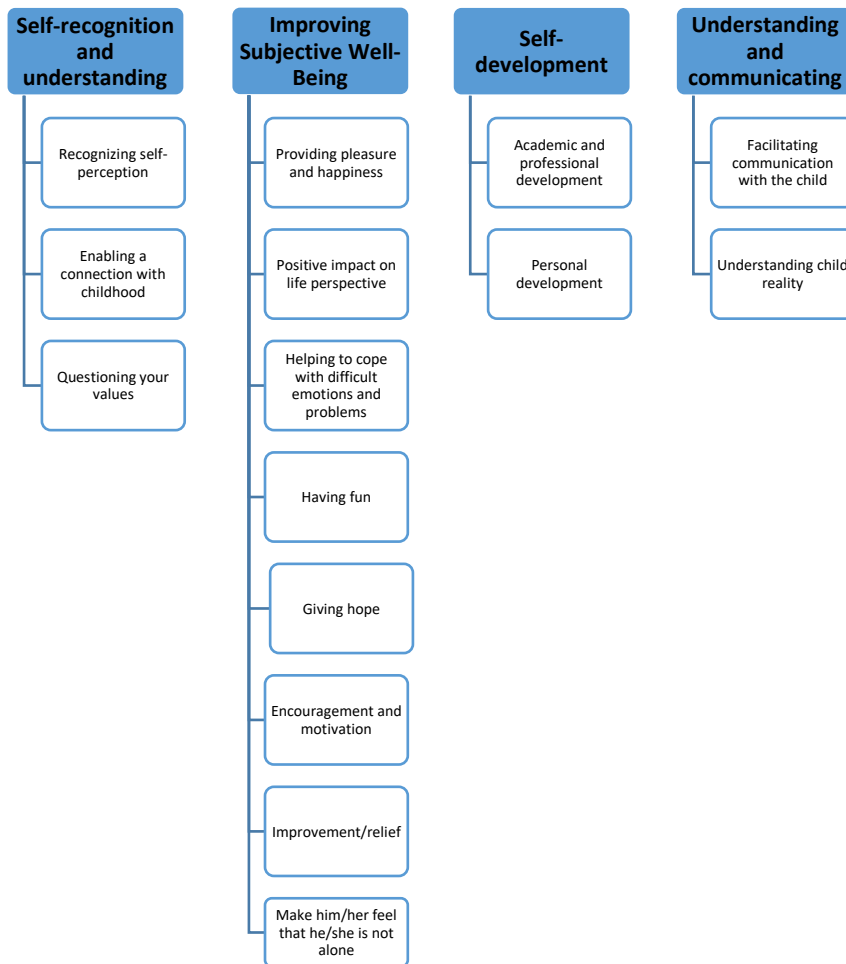 Self-recognition
and
understanding
Recognizing self-
perception
Enabling a
connection with
childhood
Questioning your
values
Improving
Subjective Well-
Being
Providing pleasure
and happiness
Positive impact on
life perspective
Helping to cope
with difficult
emotions and
problems
Having fun
Giving hope
Encouragement and
motivation
Improvement/relief
Make him/her feel
that he/she is not
alone
Self-
development
Academic and
professional
development
Personal
development
Understanding
and
communicating
Facilitating
communication
with the child
Understanding child
reality